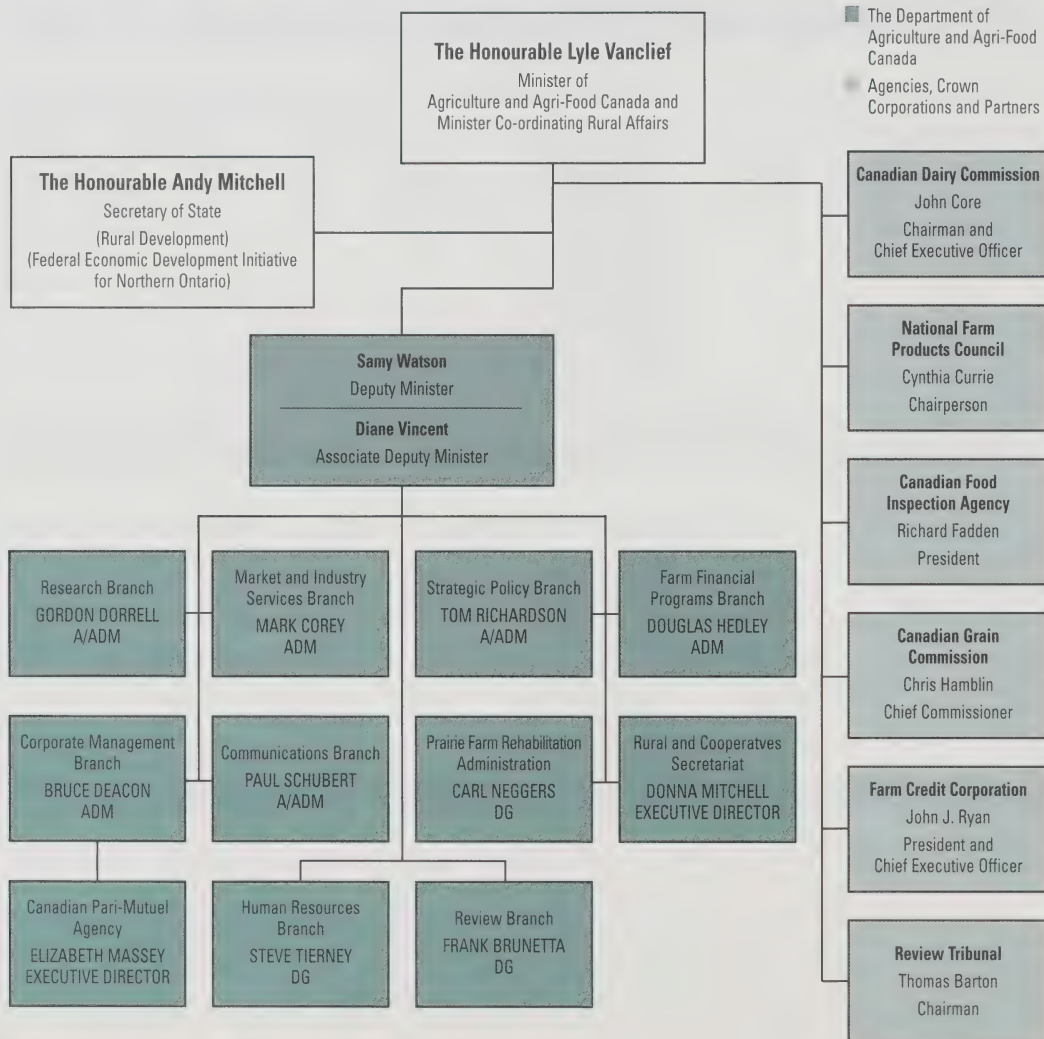 The Honourable Lyle Vanclief
Minister of
Agriculture and Agri-Food Canada and
Minister Co-ordinating Rural Affairs
The Department of
Agriculture and Agri-Food
Canada
Agencies, Crown
Corporations and Partners
The Honourable Andy Mitchell
Secretary of State
(Rural Development)
(Federal Economic Development Initiative
for Northern Ontario)
Samy Watson
Deputy Minister
Diane Vincent
Associate Deputy Minister
Research Branch
GORDON DORRELL
A/ADM
Market and Industry
Services Branch
MARK COREY
ADM
Strategic Policy Branch
TOM RICHARDSON
A/ADM
Farm Financial
Programs Branch
DOUGLAS HEDLEY
ADM
Corporate Management
Branch
BRUCE DEACON
ADM
Communications Branch
PAUL SCHUBERT
A/ADM
Prairie Farm Rehabilitation
Administration
CARL NEGGERS
DG
Rural and Cooperatves
Secretariat
DONNA MITCHELL
EXECUTIVE DIRECTOR
Canadian Pari-Mutuel
Agency
ELIZABETH MASSEY
EXECUTIVE DIRECTOR
Human Resources
Branch
STEVE TIERNEY
DG
Review Branch
FRANK BRUNETTA
DG
Canadian Dairy Commission
John Core
Chairman and
Chief Executive Officer
National Farm
Products Council
Cynthia Currie
Chairperson
Canadian Food
Inspection Agency
Richard Fadden
President
Canadian Grain
Commission
Chris Hamblin
Chief Commissioner
Farm Credit Corporation
John J. Ryan
President and
Chief Executive Officer
Review Tribunal
Thomas Barton
Chairman